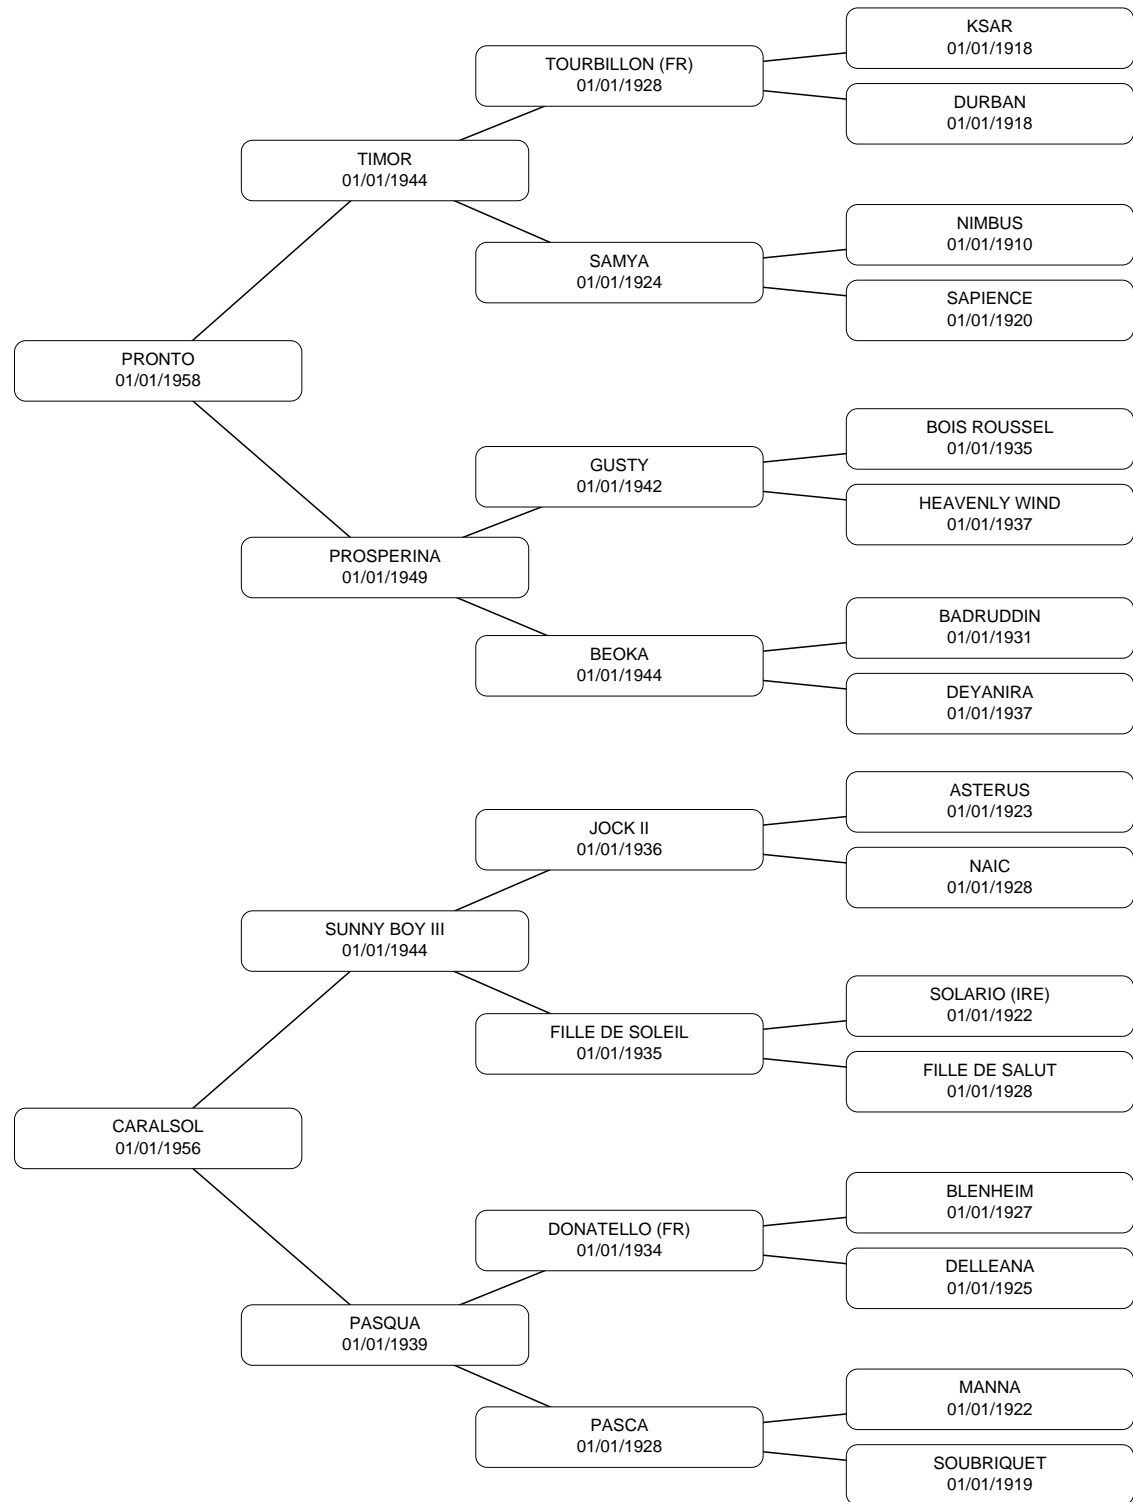 KSAR
01/01/1918
TOURBILLON (FR)
01/01/1928
DURBAN
01/01/1918
TIMOR
01/01/1944
NIMBUS
01/01/1910
SAMYA
01/01/1924
SAPIENCE
01/01/1920
PRONTO
01/01/1958
BOIS ROUSSEL
01/01/1935
GUSTY
01/01/1942
HEAVENLY WIND
01/01/1937
PROSPERINA
01/01/1949
BADRUDDIN
01/01/1931
BEOKA
01/01/1944
DEYANIRA
01/01/1937
ASTERUS
01/01/1923
JOCK II
01/01/1936
NAIC
01/01/1928
SUNNY BOY III
01/01/1944
SOLARIO (IRE)
01/01/1922
FILLE DE SOLEIL
01/01/1935
FILLE DE SALUT
01/01/1928
CARALSOL
01/01/1956
BLENHEIM
01/01/1927
DONATELLO (FR)
01/01/1934
DELLEANA
01/01/1925
PASQUA
01/01/1939
MANNA
01/01/1922
PASCA
01/01/1928
SOUBRIQUET
01/01/1919